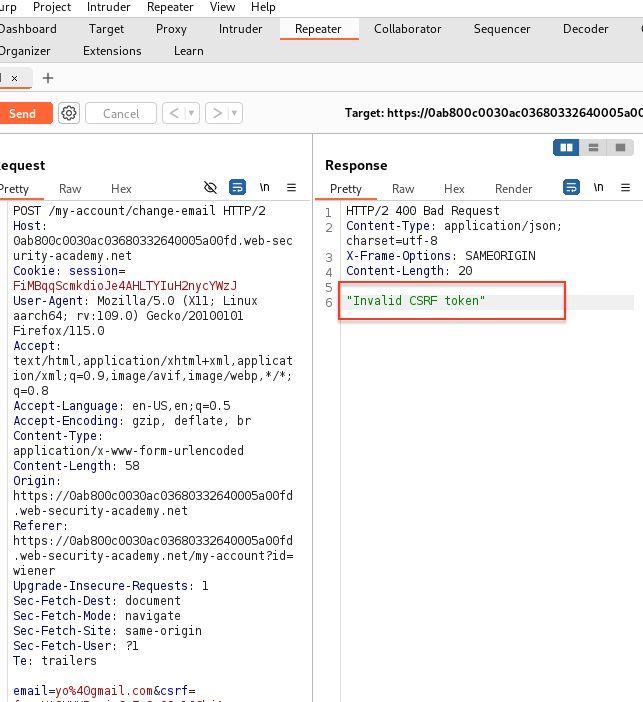 urp Project Intruder Repeater View Help
Dashboard Target Proxy Intruder Repeater Collaborator Sequencer Decoder
Organizer Extensions Learn
× +
Send Cancel < > Target: https://0ab800c0030ac03680332640005a00
equest
Pretty Raw Hex \n
POST /my-account/change-email HTTP/2
Host:
0ab800c0030ac03680332640005a00fd.web-sec
urity-academy.net
Cookie: session=
FiMBqqScmkdioJe4AHLTYIuH2nycYWzJ
User-Agent: Mozilla/5.0 (X11; Linux
aarch64; rv:109.0) Gecko/20100101
Firefox/115.0
Accept:
text/html,application/xhtml+xml,applicat
ion/xml;q=0.9,image/avif,image/webp,*/*;
q=0.8
Accept-Language: en-US,en;q=0.5
Accept-Encoding: gzip, deflate, br
Content-Type:
application/x-www-form-urlencoded
Content-Length: 58
Origin:
https://0ab800c0030ac03680332640005a00fd
.web-security-academy.net
Referer:
https://0ab800c0030ac03680332640005a00fd
.web-security-academy.net/my-account?id=
wiener
Upgrade-Insecure-Requests: 1
Sec-Fetch-Dest: document
Sec-Fetch-Mode: navigate
Sec-Fetch-Site: same-origin
Sec-Fetch-User: ?1
Te: trailers
email=yo%40gmail.com&csrf=
Response
Pretty Raw Hex Render \n
1 HTTP/2 400 Bad Request
2 Content-Type: application/json;
charset=utf-8
3 X-Frame-Options: SAMEORIGIN
4 Content-Length: 20
5
6 "Invalid CSRF token"